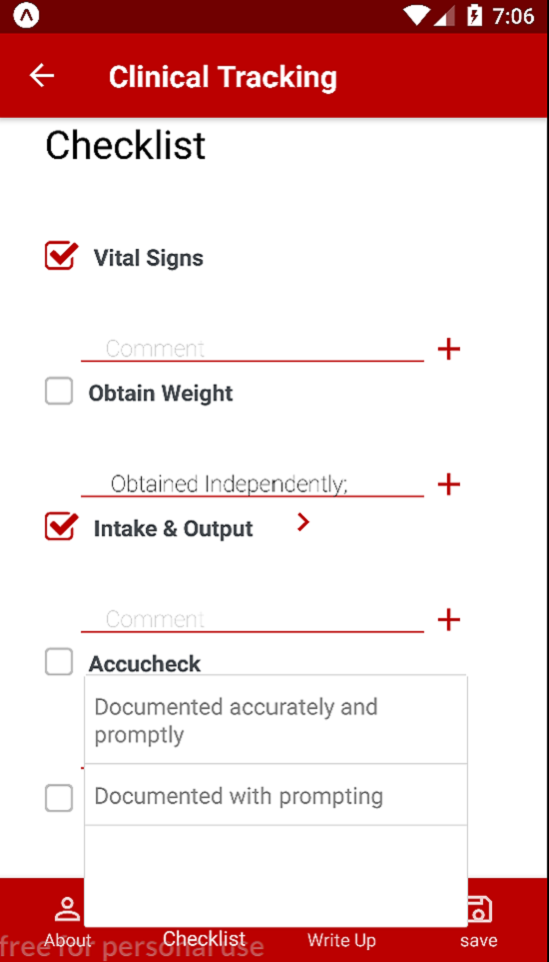 7:06
Clinical Tracking
Checklist
Vital Signs
Comment
Obtain Weight
Obtained Independently;
Intake & Output
Comment
Accucheck
Documented accurately and
promptly
Documented with prompting
About
Checklist
Write Up
save
free for personal use